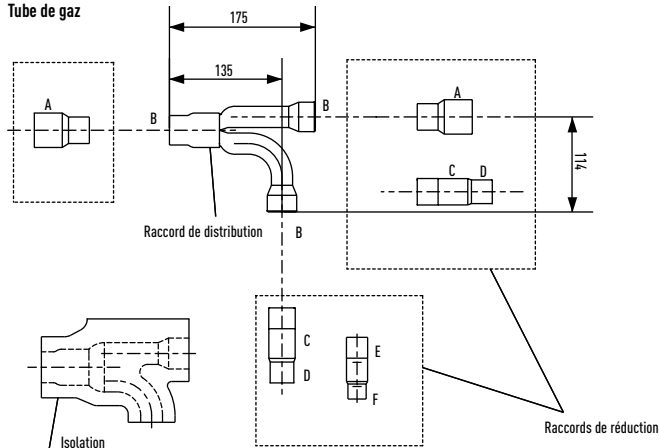 Tube de gaz
175
135
A
B
B
A
C D
114
Raccord de distribution
B
C
D
E
F
Isolation
Raccords de réduction